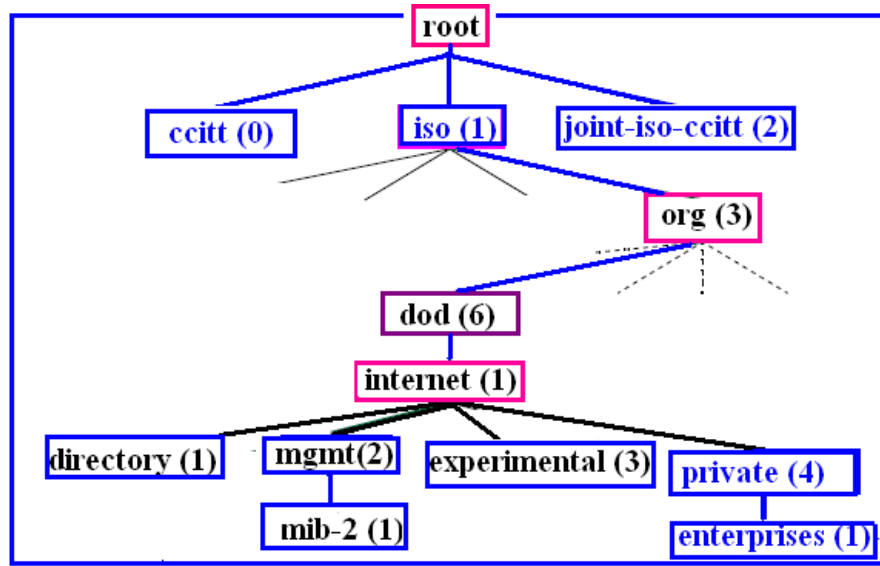 root
ccitt (0)
iso (1)
joint-iso-ccitt (2)
org (3)
dod (6)
internet (1)
directory (1)
mgmt(2)
experimental (3)
private (4)
mib-2 (1)
enterprises (1)